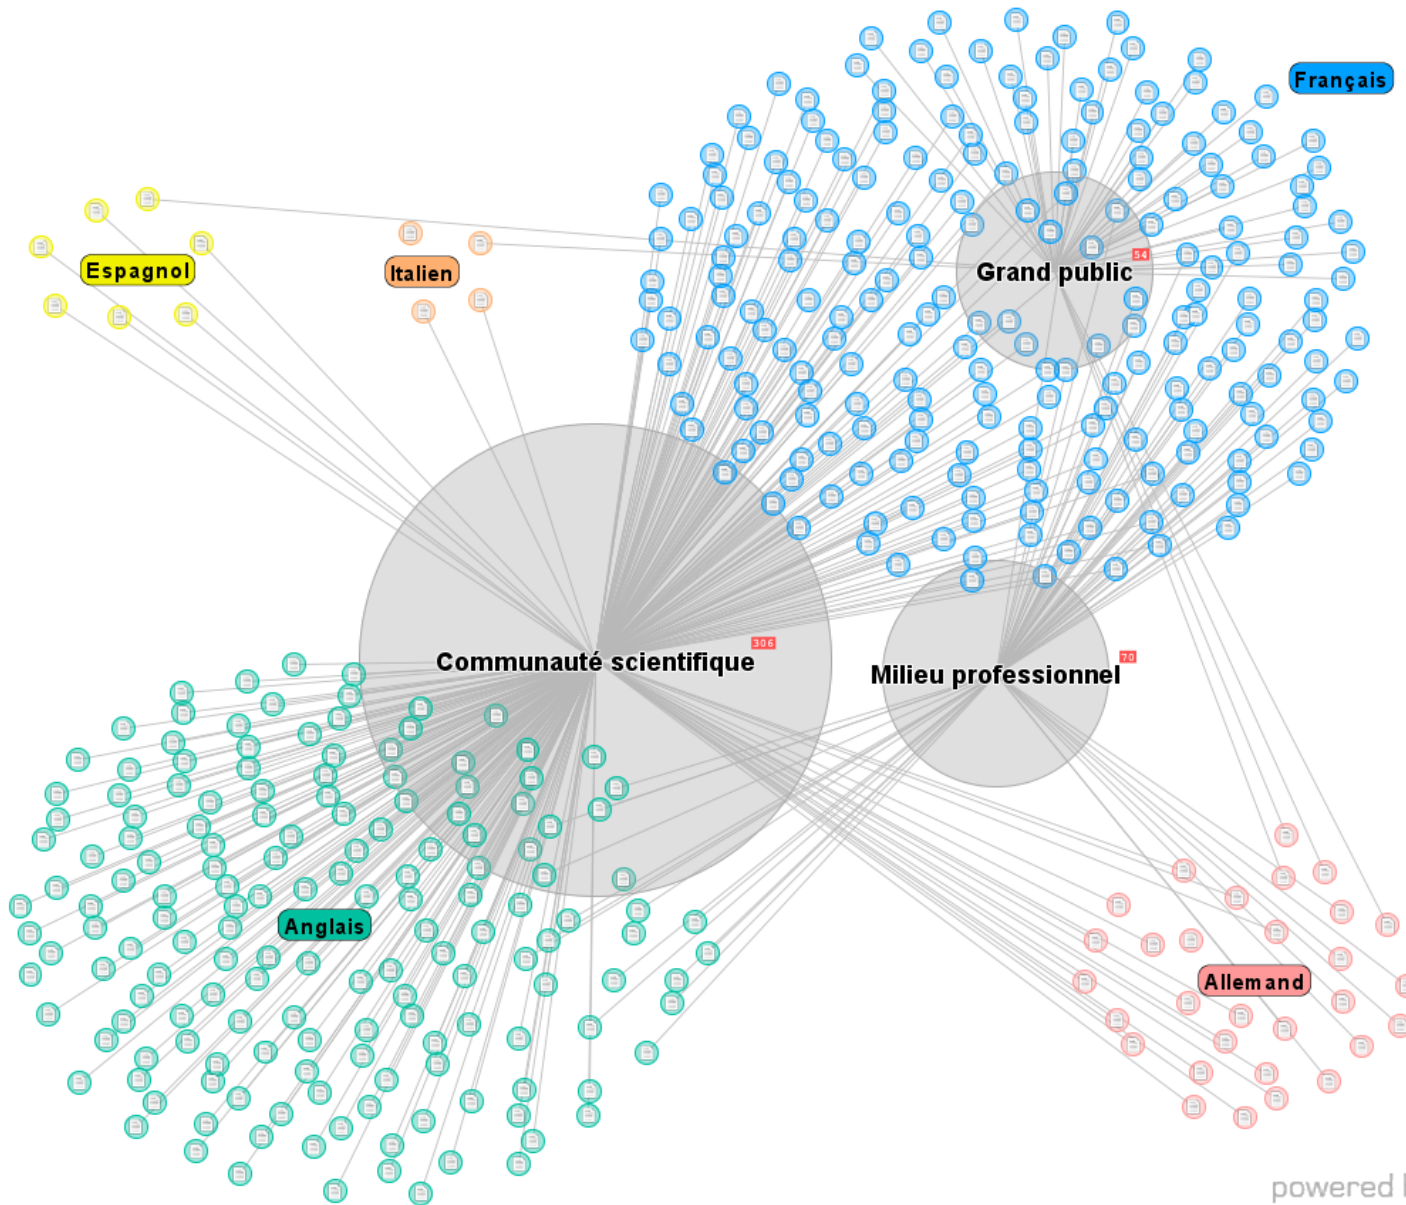 Français
Espagnol
Italien
54
Grand public
306
Communauté scientifique
70
Milieu professionnel
Anglais
Allemand
powered